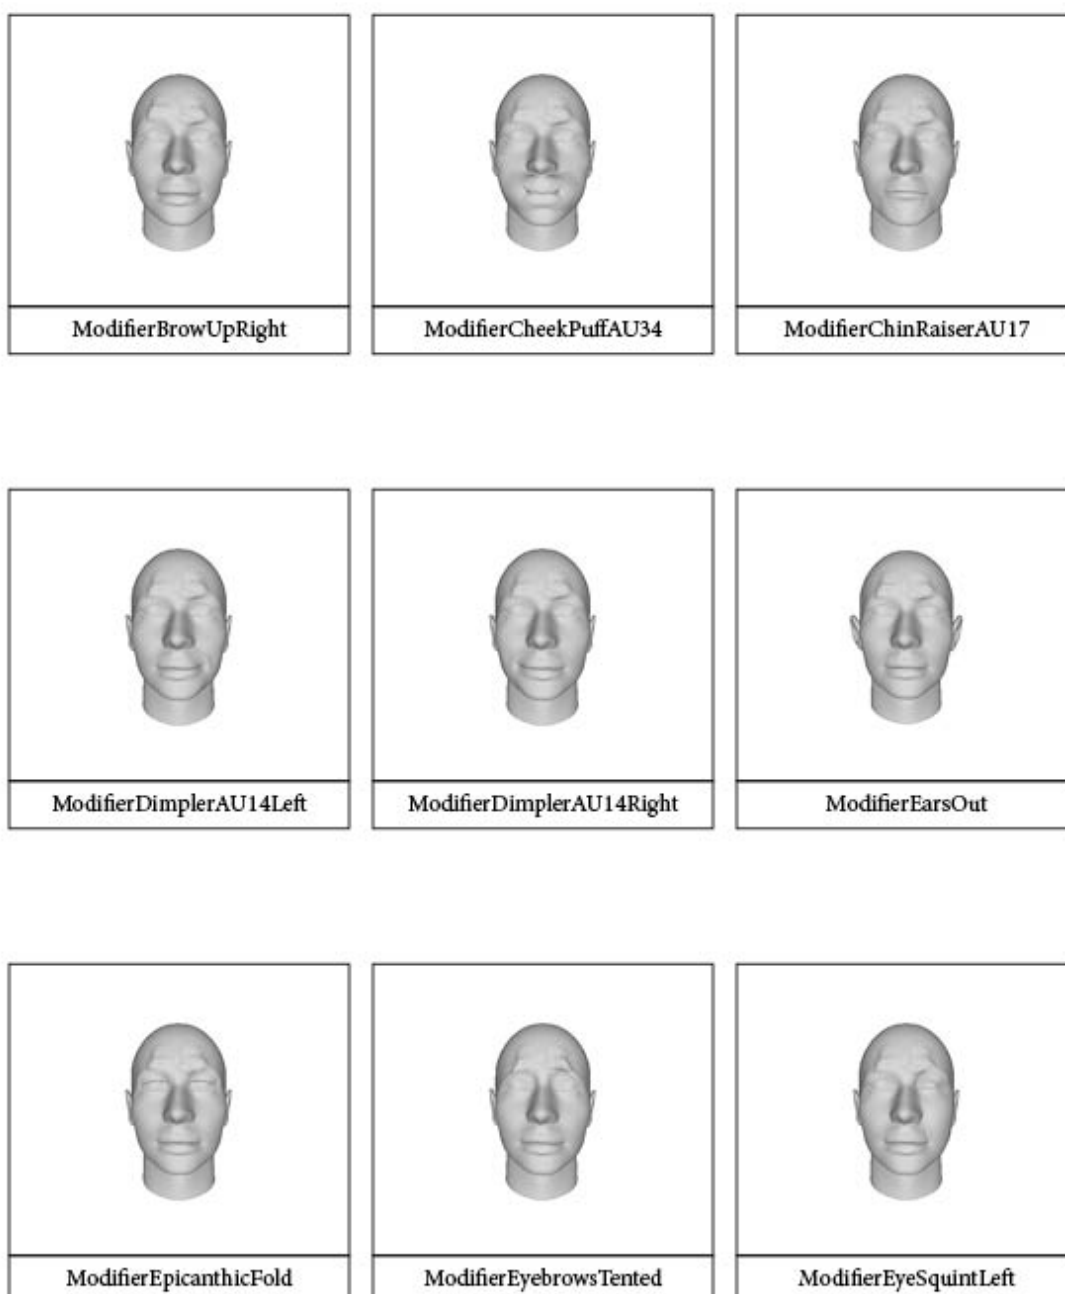 ModifierBrowUpRight
ModifierCheekPuffAU34
ModifierChinRaiserAU17
ModifierDimplerAU14Left
ModifierDimplerAU14Right
ModifierEarsOut
ModifierEpicanthicFold
ModifierEyebrowsTented
ModifierEyeSquintLeft